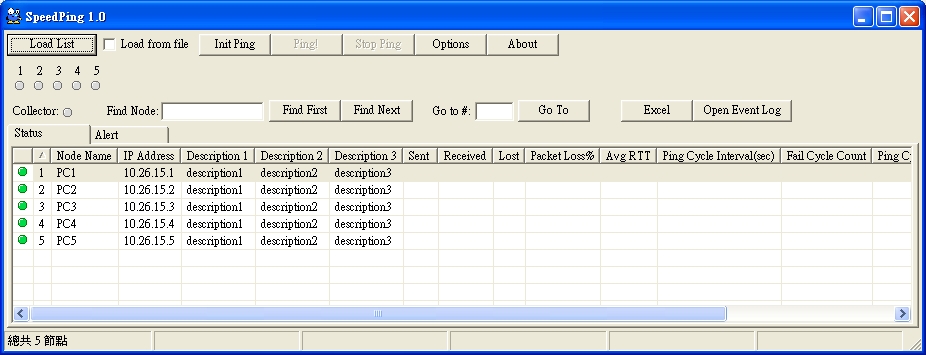 SpeedPing 1.0
Load List Load from file Init Ping Ping! Stop Ping Options About
1 2 3 4 5
Collector: Find Node: Find First Find Next Go to #: Go To Excel Open Event Log
Status Alert
/ Node Name IP Address Description 1 Description 2 Description 3 Sent Received Lost Packet Loss% Avg RTT Ping Cycle Interval(sec) Fail Cycle Count Ping C
1 PC1 10.26.15.1 description1 description2 description3
2 PC2 10.26.15.2 description1 description2 description3
3 PC3 10.26.15.3 description1 description2 description3
4 PC4 10.26.15.4 description1 description2 description3
5 PC5 10.26.15.5 description1 description2 description3
總共 5 節點